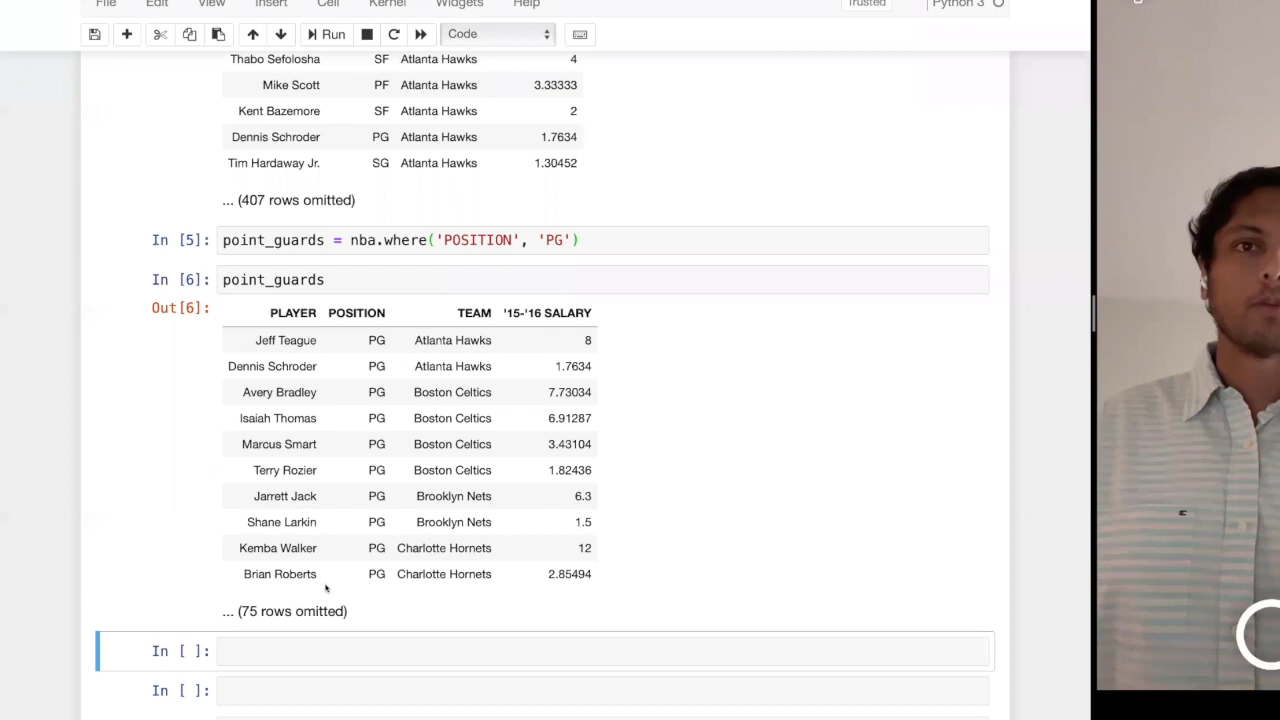 File Edit View Insert Cell Kernel Widgets Help Trusted Python 3
Run Code
Thabo Sefolosha SF Atlanta Hawks 4
Mike Scott PF Atlanta Hawks 3.33333
Kent Bazemore SF Atlanta Hawks 2
Dennis Schroder PG Atlanta Hawks 1.7634
Tim Hardaway Jr. SG Atlanta Hawks 1.30452
... (407 rows omitted)
In [5]: point_guards = nba.where('POSITION', 'PG')
In [6]: point_guards
Out[6]: PLAYER POSITION TEAM '15-'16 SALARY
Jeff Teague PG Atlanta Hawks 8
Dennis Schroder PG Atlanta Hawks 1.7634
Avery Bradley PG Boston Celtics 7.73034
Isaiah Thomas PG Boston Celtics 6.91287
Marcus Smart PG Boston Celtics 3.43104
Terry Rozier PG Boston Celtics 1.82436
Jarrett Jack PG Brooklyn Nets 6.3
Shane Larkin PG Brooklyn Nets 1.5
Kemba Walker PG Charlotte Hornets 12
Brian Roberts PG Charlotte Hornets 2.85494
... (75 rows omitted)
In [ ]:
In [ ]: